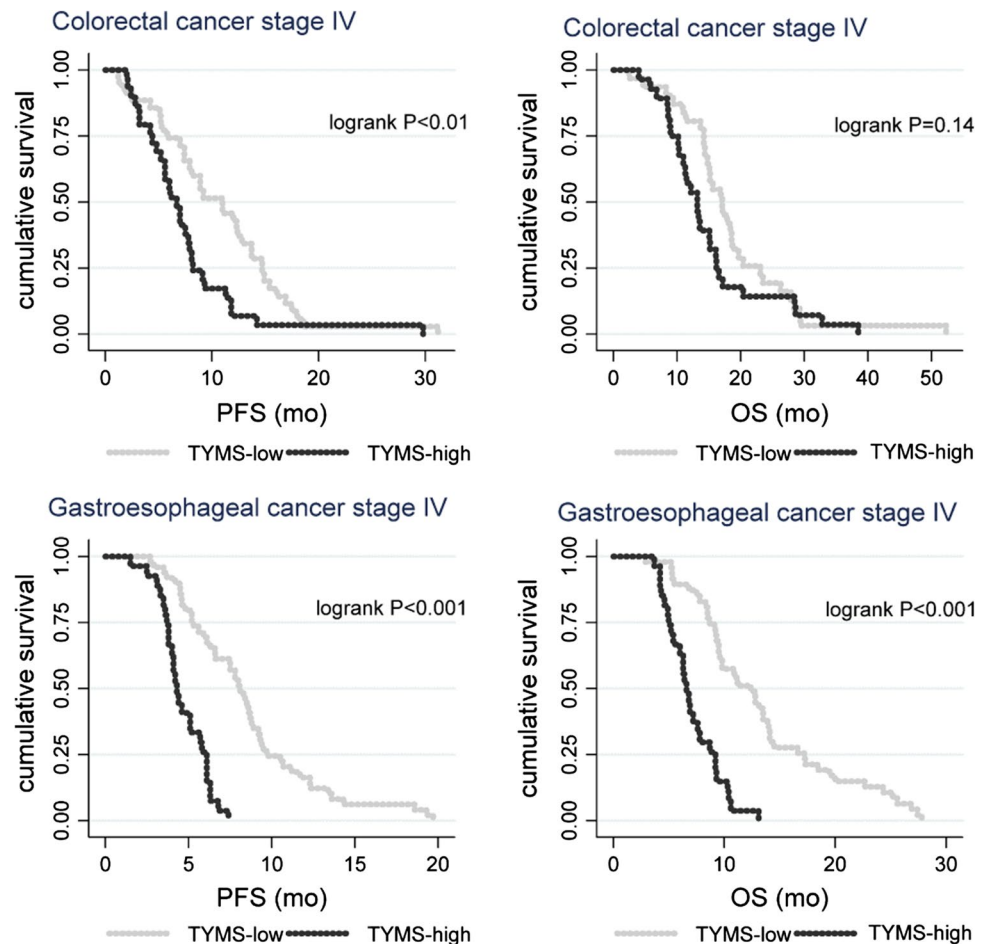 Colorectal cancer stage IV
cumulative survival
1.00
0.75
0.50
0.25
0.00
logrank P<0.01
0 10 20 30
PFS (mo)
TYMS-low TYMS-high
Colorectal cancer stage IV
cumulative survival
1.00
0.75
0.50
0.25
0.00
logrank P=0.14
0 10 20 30 40 50
OS (mo)
TYMS-low TYMS-high
Gastroesophageal cancer stage IV
cumulative survival
1.00
0.75
0.50
0.25
0.00
logrank P<0.001
0 5 10 15 20
PFS (mo)
TYMS-low TYMS-high
Gastroesophageal cancer stage IV
cumulative survival
1.00
0.75
0.50
0.25
0.00
logrank P<0.001
0 10 20 30
OS (mo)
TYMS-low TYMS-high